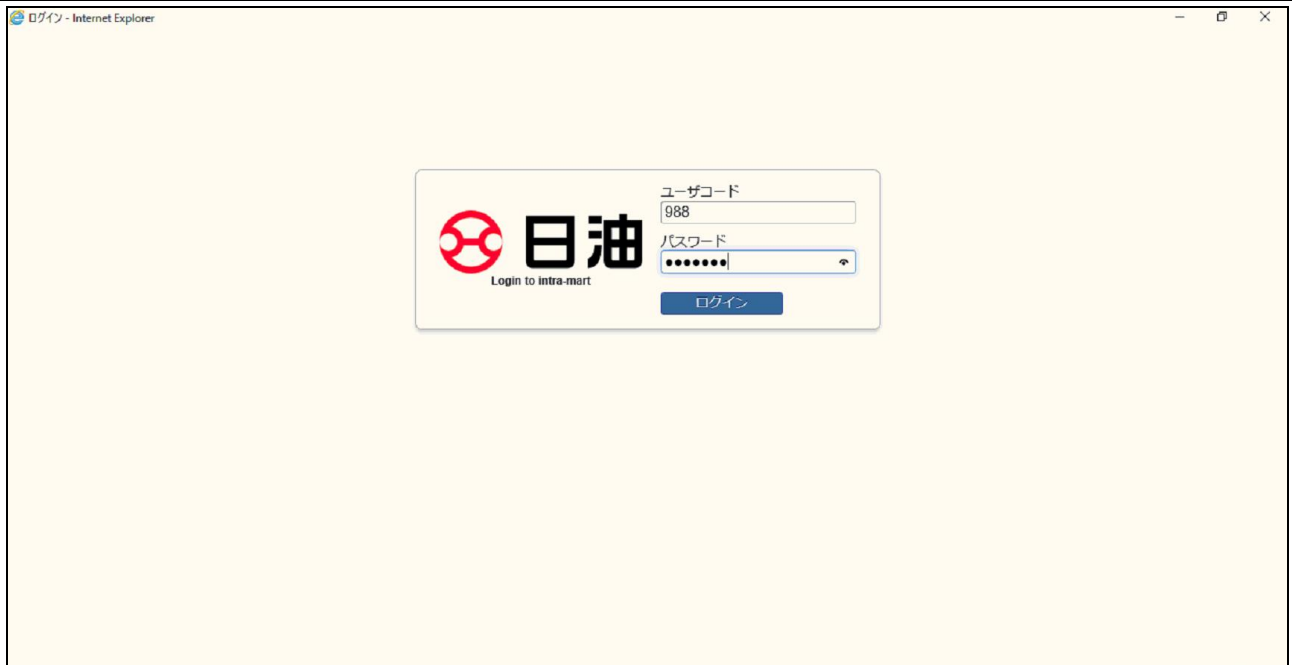 ログイン - Internet Explorer
ユーザコード
988
日油
パスワード
•••••••
Login to intra-mart
ログイン